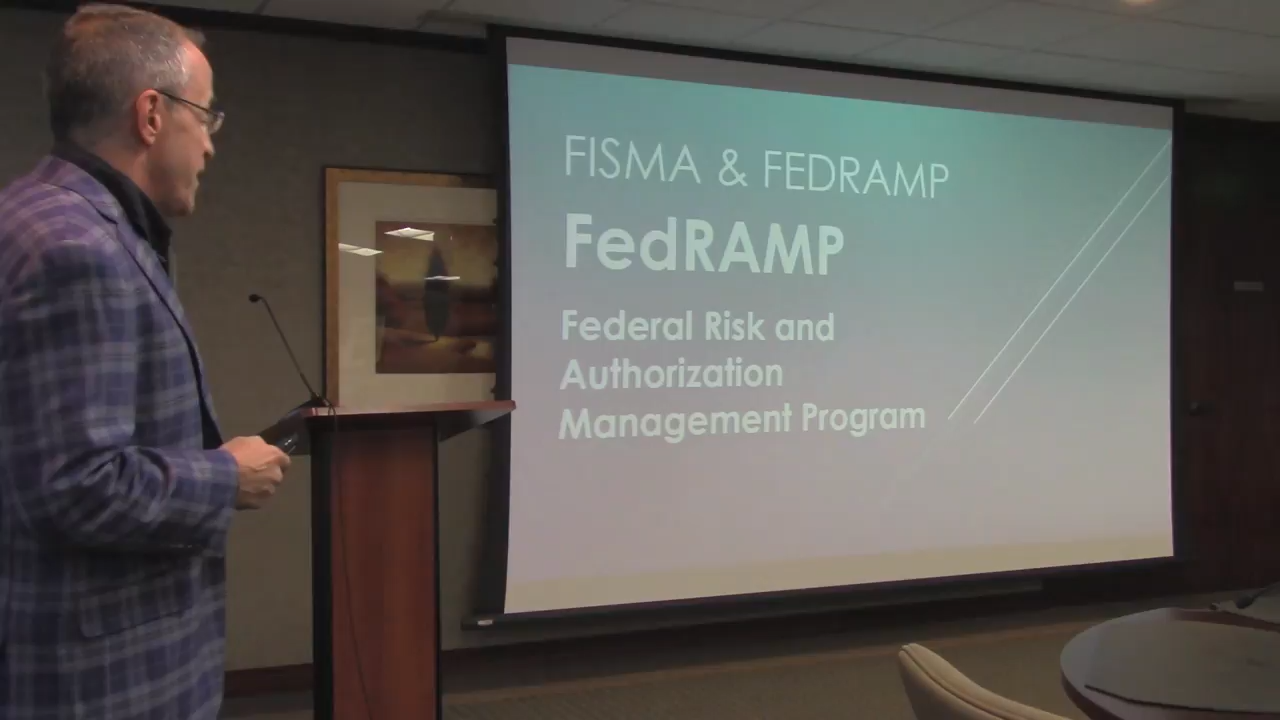 FISMA & FEDRAMP
FedRAMP
Federal Risk and
Authorization
Management Program